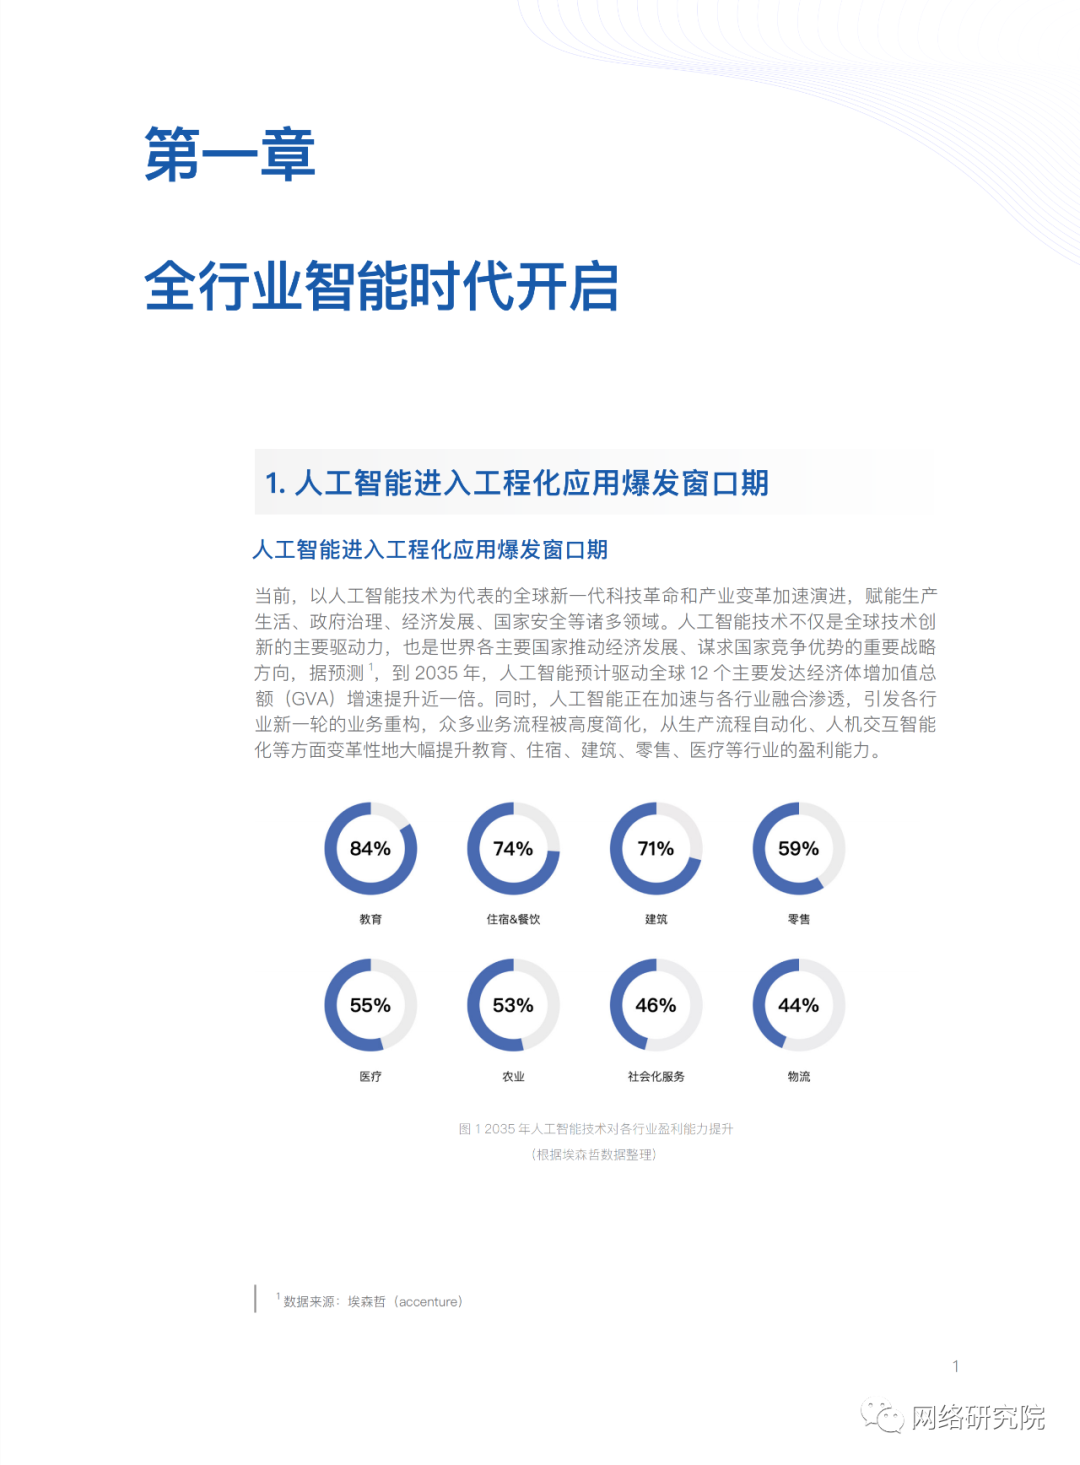 第一章
全行业智能时代开启
1. 人工智能进入工程化应用爆发窗口期
人工智能进入工程化应用爆发窗口期
当前，以人工智能技术为代表的全球新一代科技革命和产业变革加速演进，赋能生产
生活、政府治理、经济发展、国家安全等诸多领域。人工智能技术不仅是全球技术创
新的主要驱动力，也是世界各主要国家推动经济发展、谋求国家竞争优势的重要战略
方向，据预测¹，到 2035 年，人工智能预计驱动全球 12 个主要发达经济体增加值总
额（GVA）增速提升近一倍。同时，人工智能正在加速与各行业融合渗透，引发各行
业新一轮的业务重构，众多业务流程被高度简化，从生产流程自动化、人机交互智能
化等方面变革性地大幅提升教育、住宿、建筑、零售、医疗等行业的盈利能力。
84% 74% 71% 59%
教育 住宿&餐饮 建筑 零售
55% 53% 46% 44%
医疗 农业 社会化服务 物流
图 1 2035 年人工智能技术对各行业盈利能力提升
（根据埃森哲数据整理）
¹ 数据来源：埃森哲（accenture）
1
网络研究院